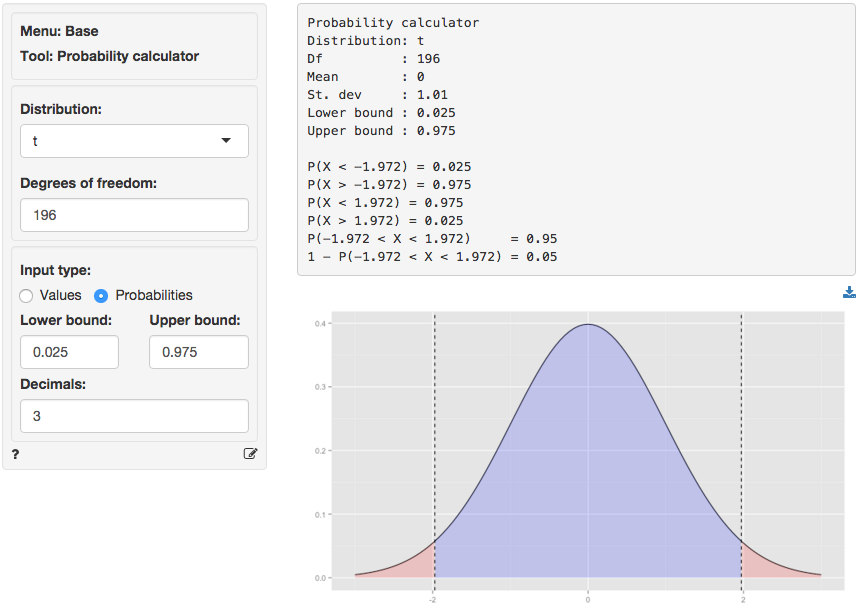 Menu: Base
Tool: Probability calculator
Distribution:
t
Degrees of freedom:
196
Input type:
Values Probabilities
Lower bound: Upper bound:
0.025 0.975
Decimals:
3
?
Probability calculator
Distribution: t
Df          : 196
Mean        : 0
St. dev     : 1.01
Lower bound : 0.025
Upper bound : 0.975
P(X < -1.972) = 0.025
P(X > -1.972) = 0.975
P(X < 1.972) = 0.975
P(X > 1.972) = 0.025
P(-1.972 < X < 1.972)     = 0.95
1 - P(-1.972 < X < 1.972) = 0.05
0.4
0.3
0.2
0.1
0.0
-2 0 2